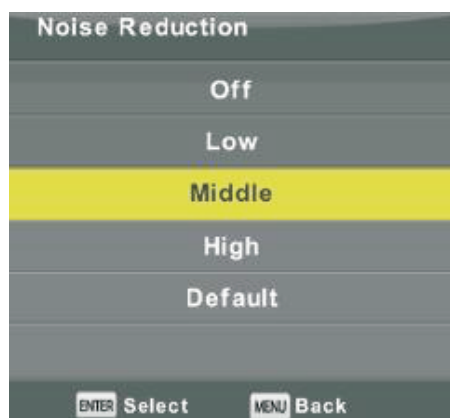 Noise Reduction
Off
Low
Middle
High
Default
ENTER Select MENU Back